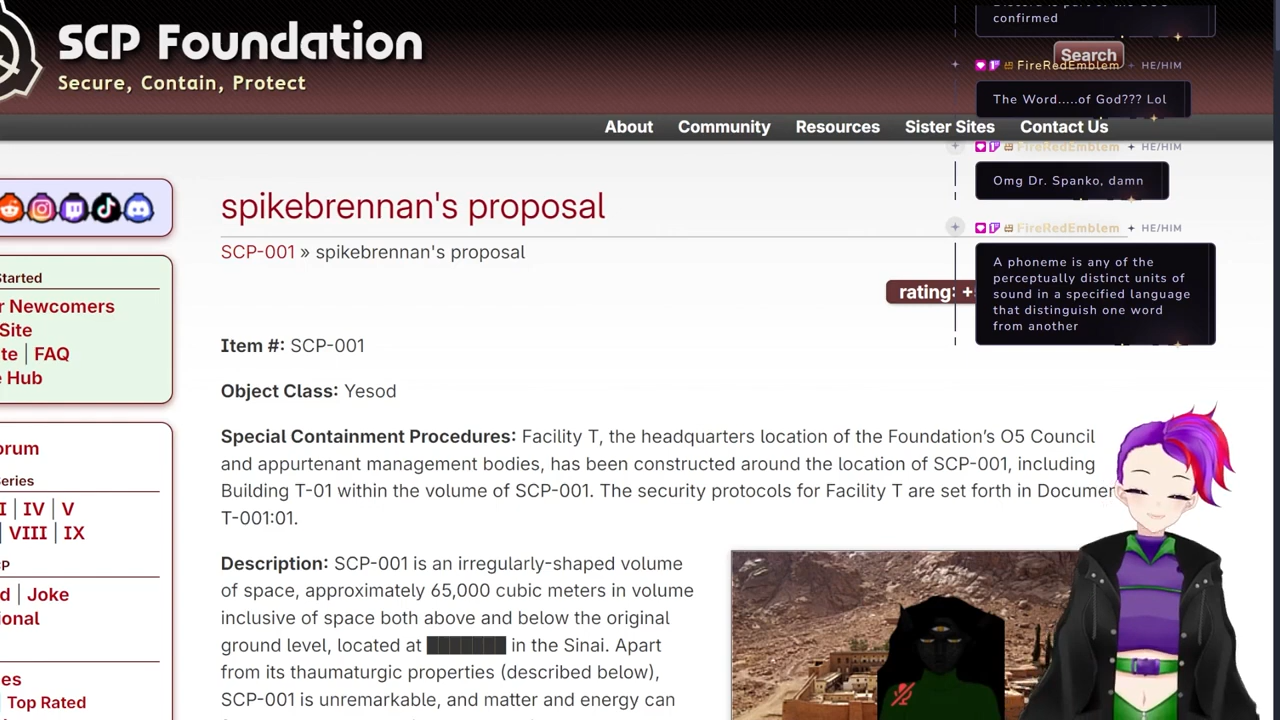 SCP Foundation
Secure, Contain, Protect
confirmed
Search
FireRedEmblem
HE/HIM
The Word.....of God??? Lol
About
Community
Resources
Sister Sites
Contact Us
FireRedEmblem
HE/HIM
Omg Dr. Spanko, damn
FireRedEmblem
HE/HIM
A phoneme is any of the
perceptually distinct units of
sound in a specified language
that distinguish one word
from another
Started
r Newcomers
Site
te | FAQ
e Hub
orum
Series
I | IV | V
| VIII | IX
P
d | Joke
ional
es
| Top Rated
spikebrennan's proposal
SCP-001 » spikebrennan's proposal
rating: +
Item #: SCP-001
Object Class: Yesod
Special Containment Procedures: Facility T, the headquarters location of the Foundation’s O5 Council
and appurtenant management bodies, has been constructed around the location of SCP-001, including
Building T-01 within the volume of SCP-001. The security protocols for Facility T are set forth in Documen
T-001:01.
Description: SCP-001 is an irregularly-shaped volume
of space, approximately 65,000 cubic meters in volume
inclusive of space both above and below the original
ground level, located at ███████ in the Sinai. Apart
from its thaumaturgic properties (described below),
SCP-001 is unremarkable, and matter and energy can